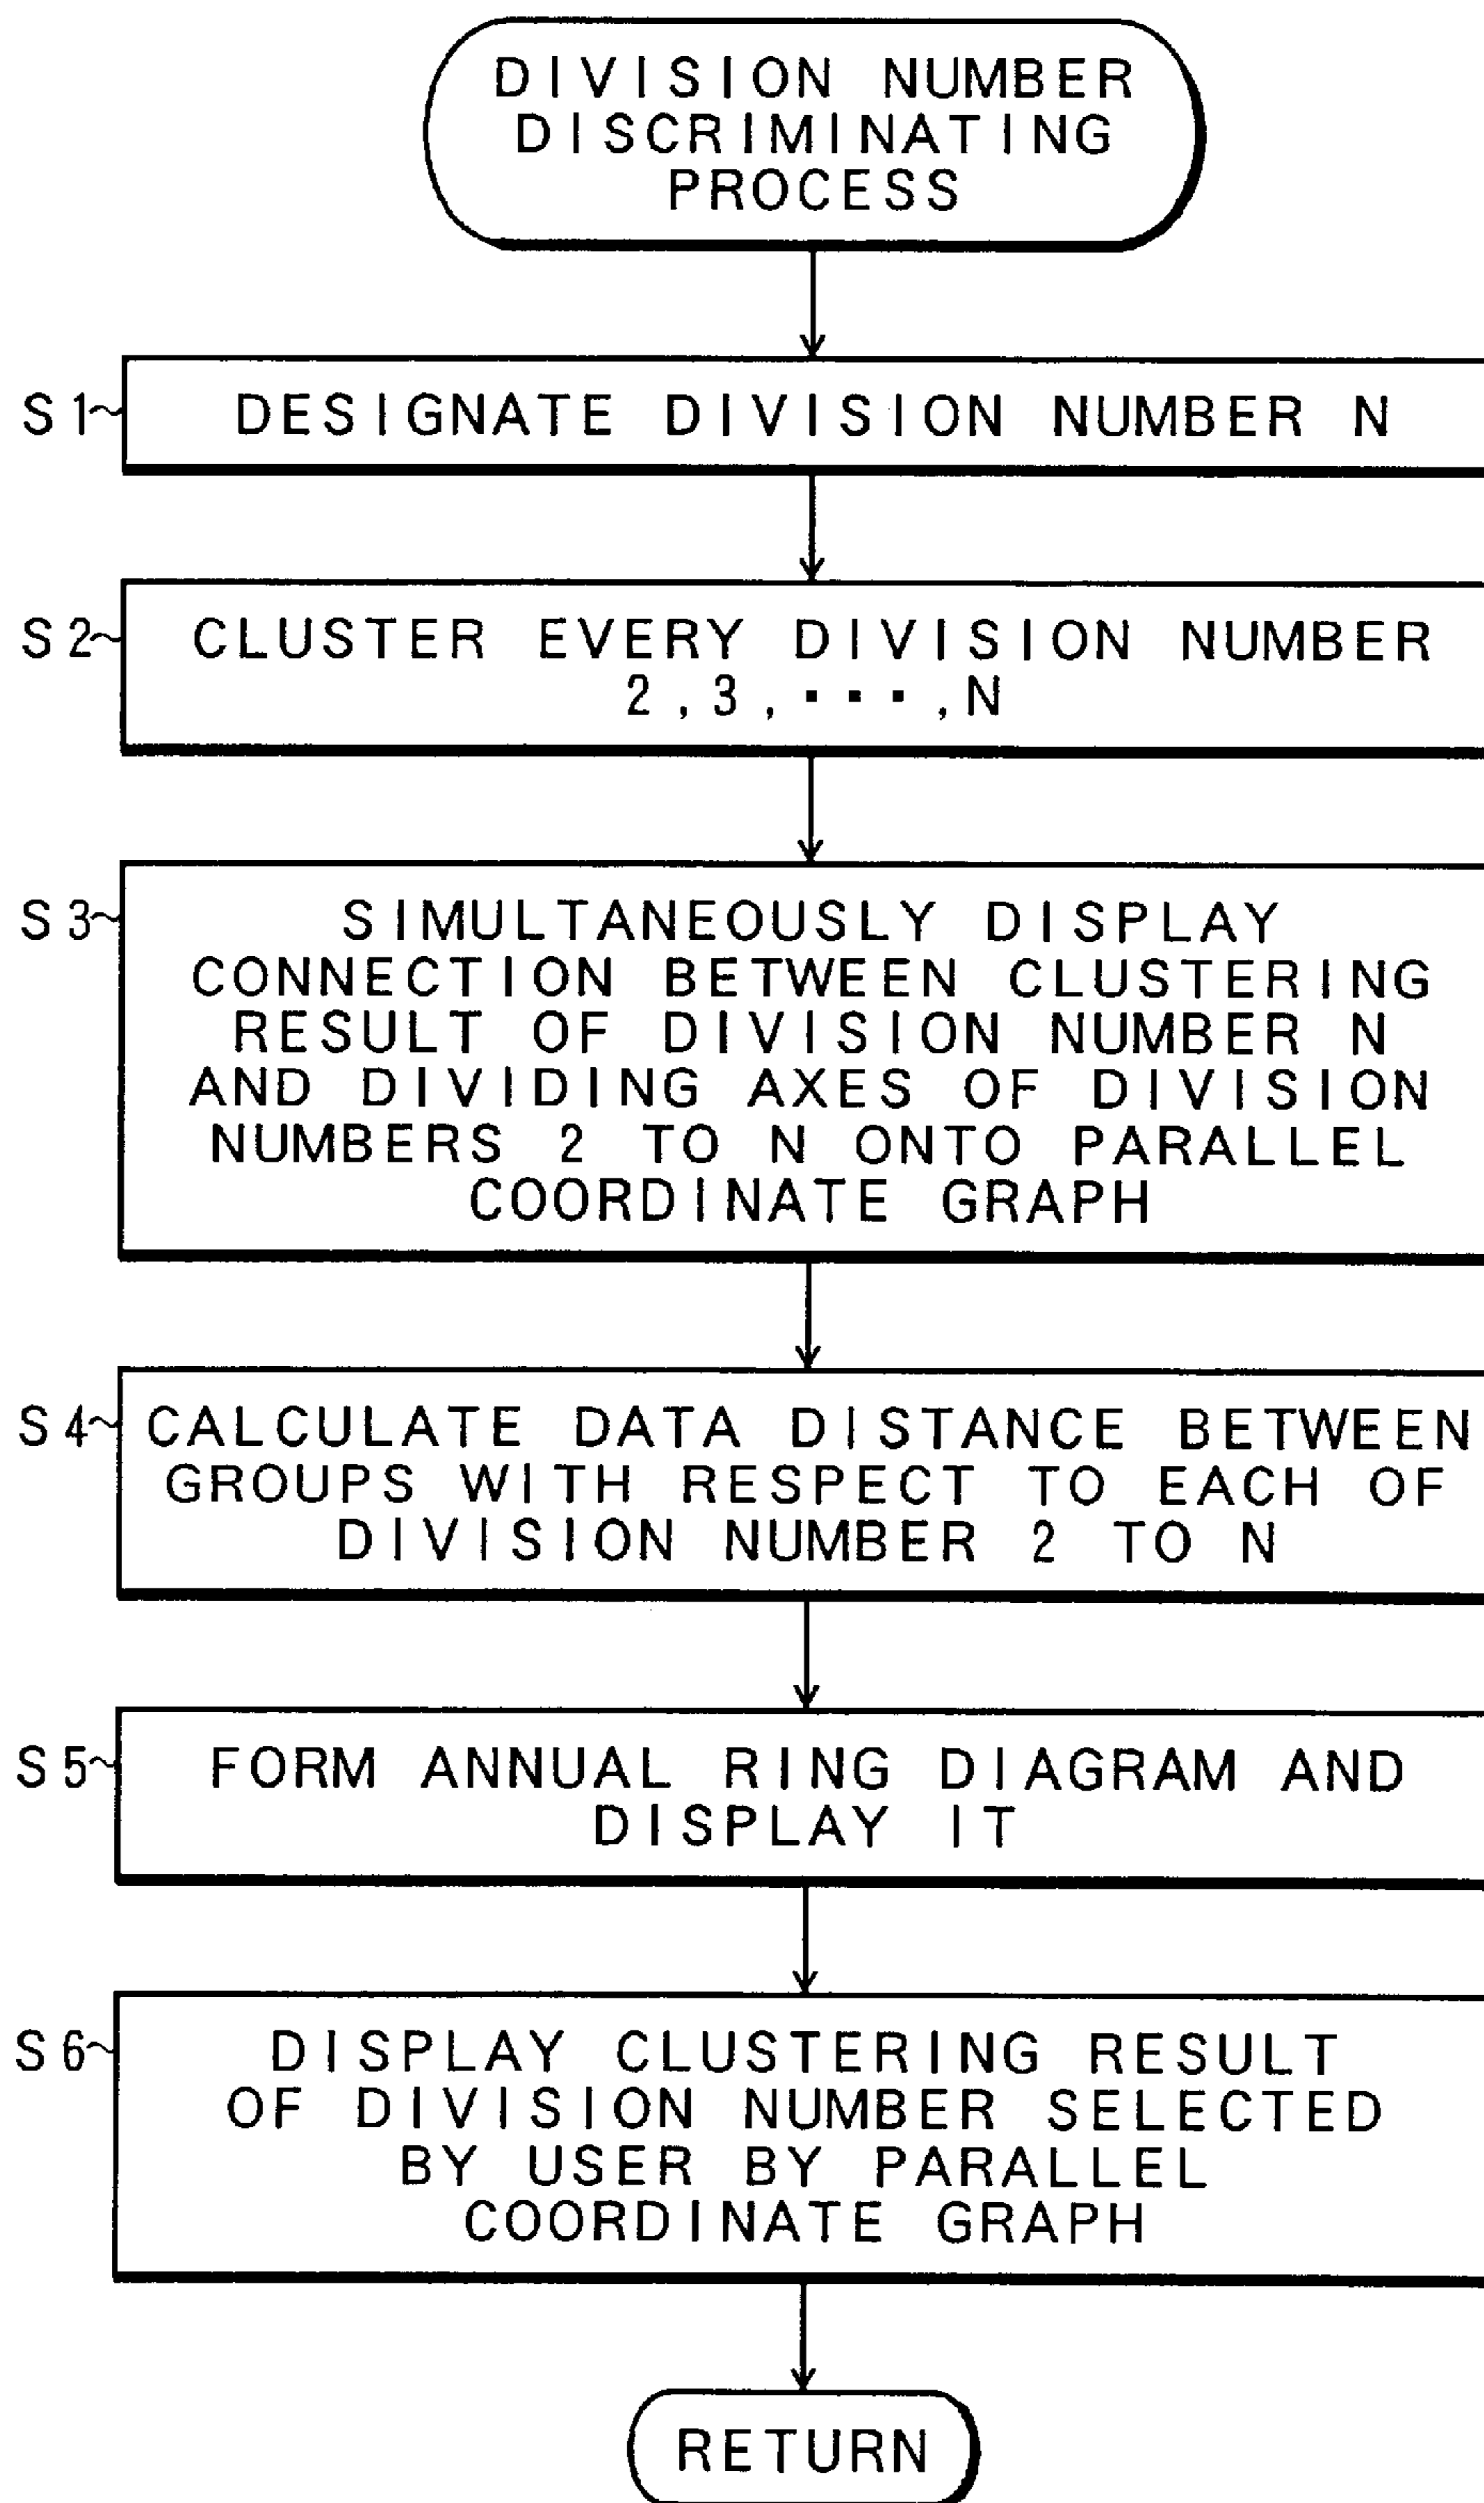 DIVISION NUMBER
DISCRIMINATING
PROCESS
S1 DESIGNATE DIVISION NUMBER N
S2 CLUSTER EVERY DIVISION NUMBER
2,3,···,N
S3 SIMULTANEOUSLY DISPLAY
CONNECTION BETWEEN CLUSTERING
RESULT OF DIVISION NUMBER N
AND DIVIDING AXES OF DIVISION
NUMBERS 2 TO N ONTO PARALLEL
COORDINATE GRAPH
S4 CALCULATE DATA DISTANCE BETWEEN
GROUPS WITH RESPECT TO EACH OF
DIVISION NUMBER 2 TO N
S5 FORM ANNUAL RING DIAGRAM AND
DISPLAY IT
S6 DISPLAY CLUSTERING RESULT
OF DIVISION NUMBER SELECTED
BY USER BY PARALLEL
COORDINATE GRAPH
RETURN